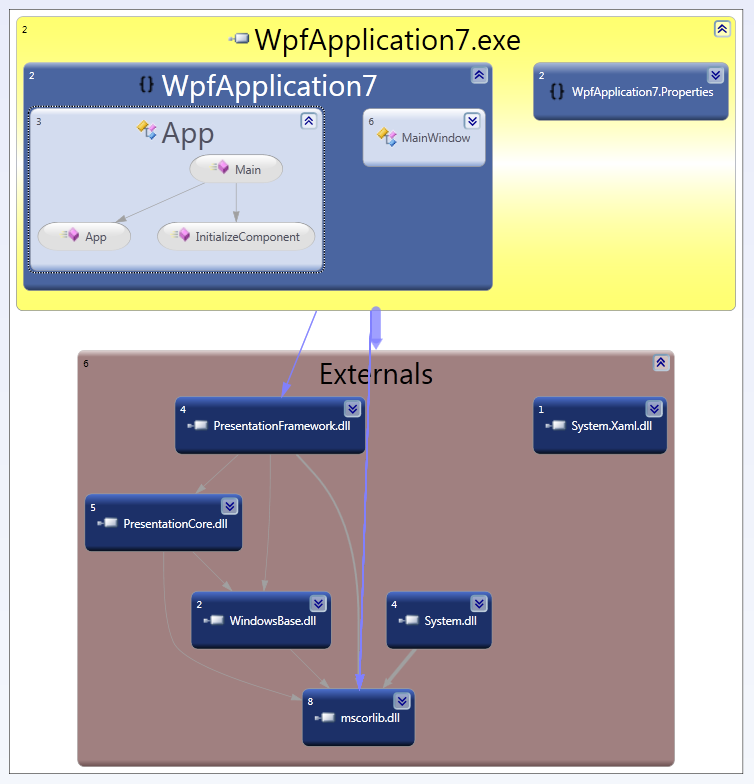 2
WpfApplication7.exe
2
{} WpfApplication7
2
{} WpfApplication7.Properties
3
App
6
MainWindow
Main
App
InitializeComponent
6
Externals
4
PresentationFramework.dll
1
System.Xaml.dll
5
PresentationCore.dll
2
WindowsBase.dll
4
System.dll
8
mscorlib.dll